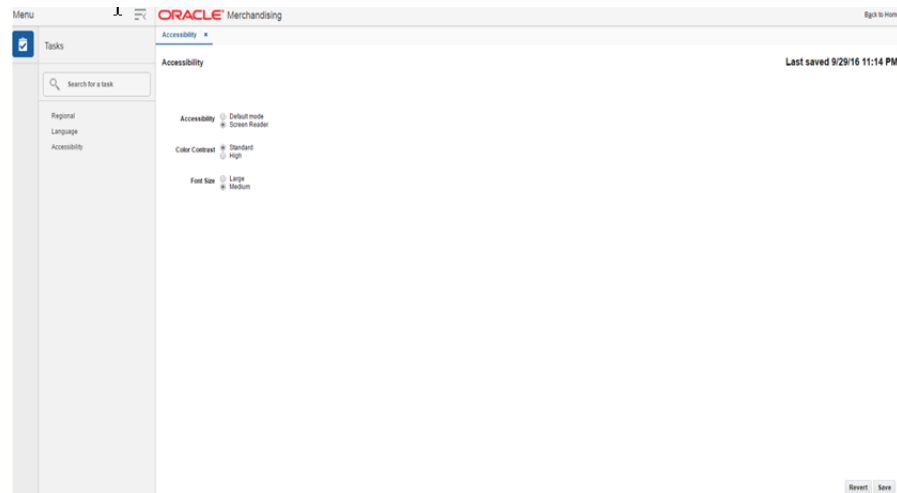 Menu
ORACLE Merchandising
Back to Hom
Tasks
Accessibility ×
Accessibility
Last saved 9/29/16 11:14 PM
Search for a task
Regional
Language
Accessibility
Accessibility
Default mode
Screen Reader
Color Contrast
Standard
High
Font Size
Large
Medium
Revert
Save